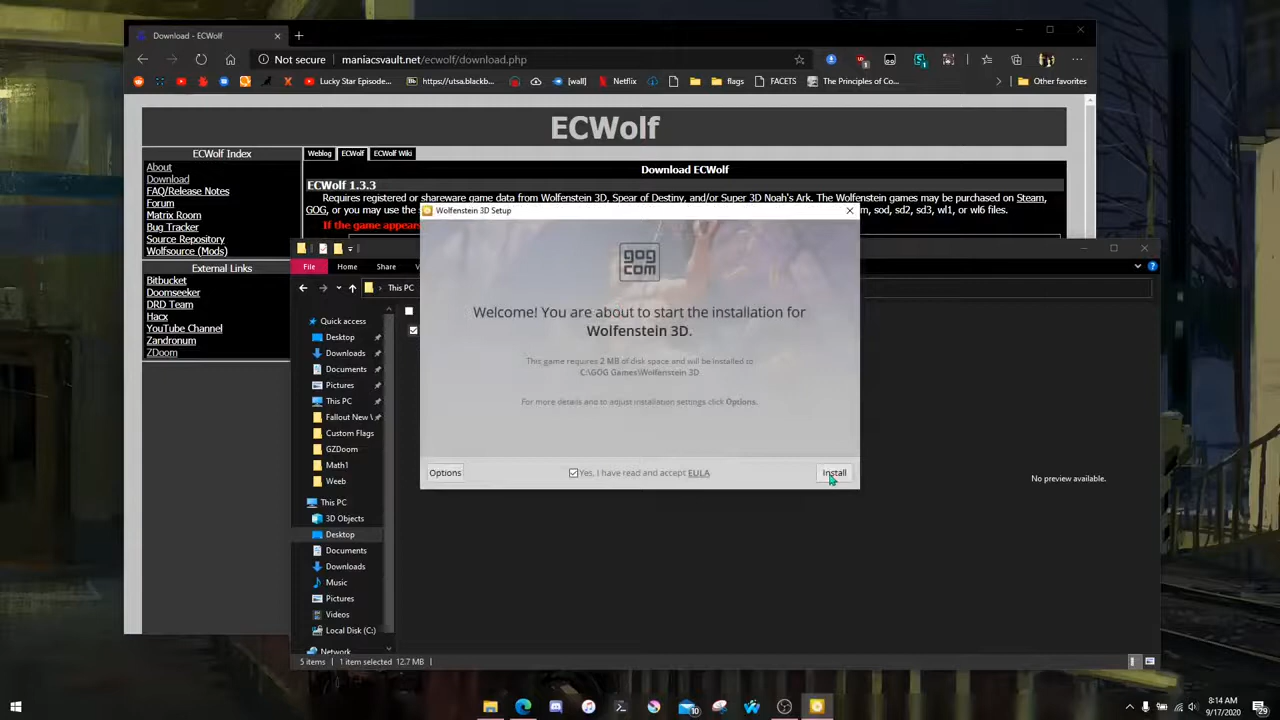 Download - ECWolf
Not secure
maniacsvault.net/ecwolf/download.php
Lucky Star Episode...
https://utsa.blackb...
[wall]
Netflix
flags
FACETS
The Principles of Co...
Other favorites
ECWolf
ECWolf Index
About
Download
FAQ/Release Notes
Forum
Matrix Room
Bug Tracker
Source Repository
Wolfsource (Mods)
External Links
Bitbucket
Doomseeker
DRD Team
Hacx
YouTube Channel
Zandronum
ZDoom
Weblog
ECWolf
ECWolf Wiki
Download ECWolf
ECWolf 1.3.3
Requires registered or shareware game data from Wolfenstein 3D, Spear of Destiny, and/or Super 3D Noah's Ark. The Wolfenstein games may be purchased on Steam,
GOG, or you may use the s
m, sod, sd2, sd3, wl1, or wl6 files.
If the game appears
Wolfenstein 3D Setup
gog
com
Welcome! You are about to start the installation for
Wolfenstein 3D.
This game requires 2 MB of disk space and will be installed to
C:\GOG Games\Wolfenstein 3D.
For more details and to adjust installation settings click Options.
Options
Yes, I have read and accept EULA
Install
File
Home
Share
V
This PC
Quick access
Desktop
Downloads
Documents
Pictures
This PC
Fallout New V
Custom Flags
GZDoom
Math1
Weeb
This PC
3D Objects
Desktop
Documents
Downloads
Music
Pictures
Videos
Local Disk (C:)
Network
No preview available.
5 items
1 item selected 12.7 MB
10
8:14 AM
9/17/2020
29